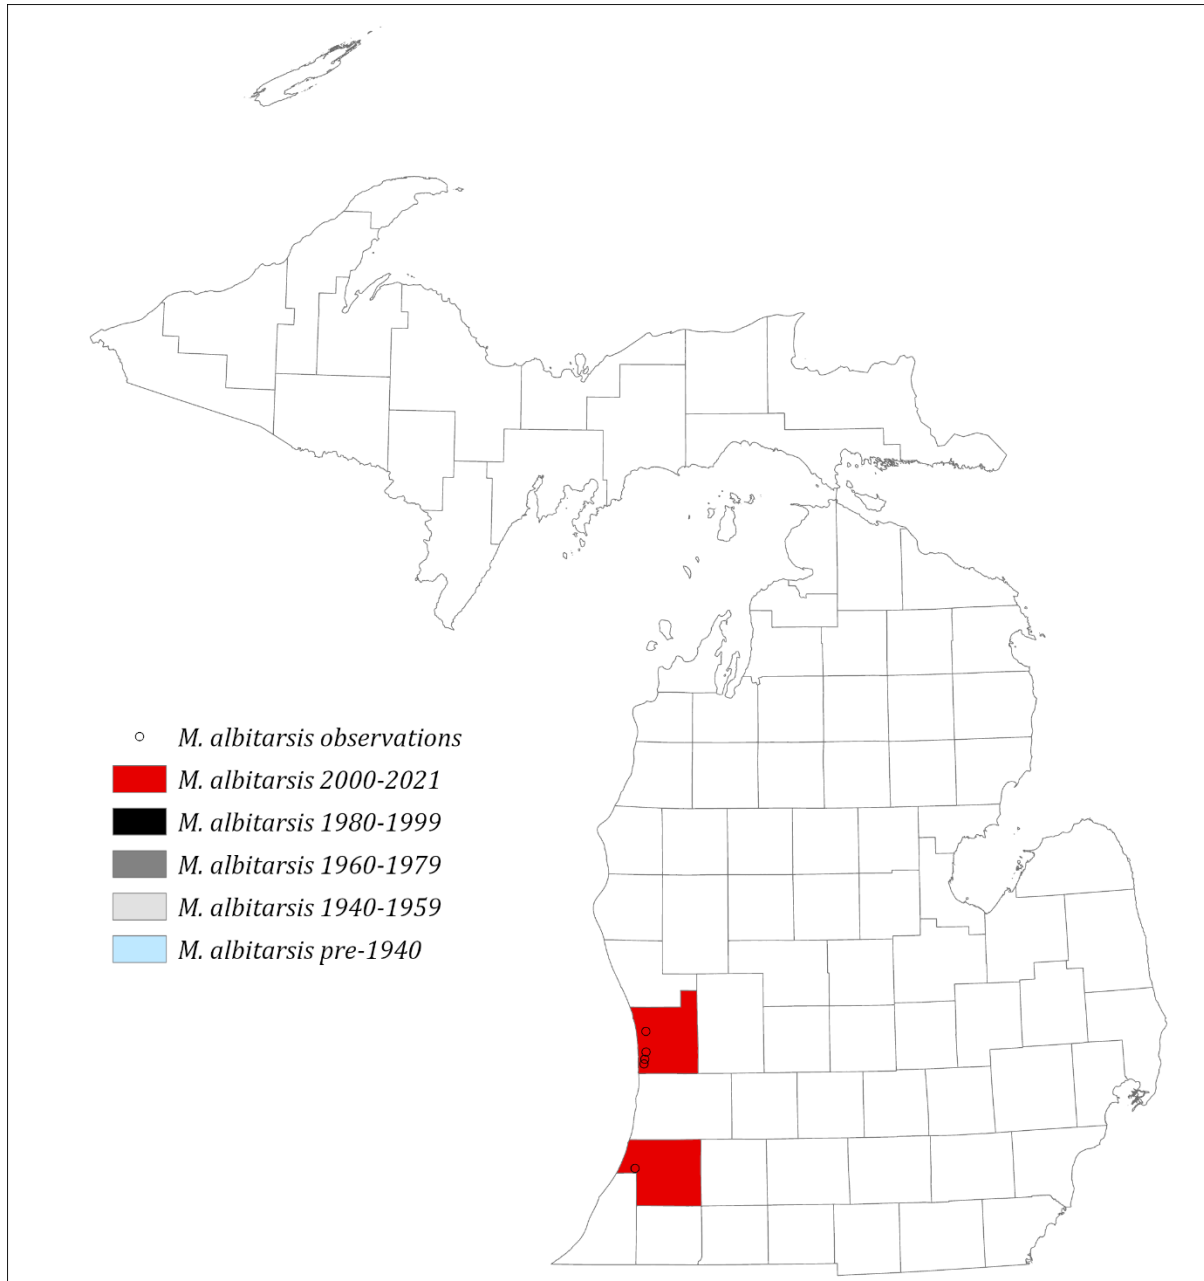 M. albitarsis observations
M. albitarsis 2000-2021
M. albitarsis 1980-1999
M. albitarsis 1960-1979
M. albitarsis 1940-1959
M. albitarsis pre-1940